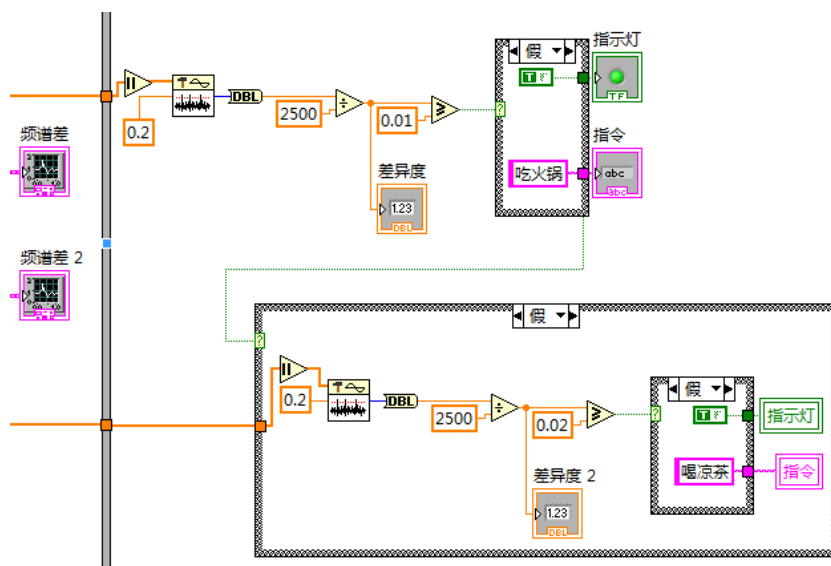 假
指示灯
T F
TF
DBL
2500
÷
0.01
≥
?
0.2
频谱差
差异度
1.23
DBL
吃火锅
指令
abc
abc
频谱差 2
假
?
0.2
DBL
2500
÷
0.02
≥
?
假
T F
指示灯
喝凉茶
指令
差异度 2
1.23
DBL